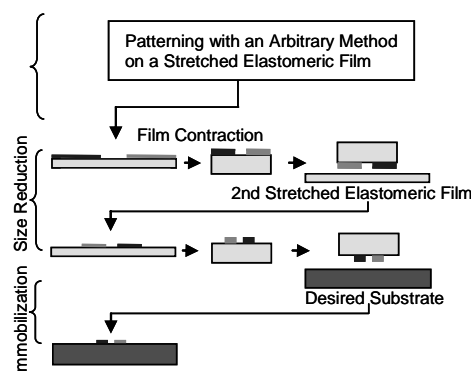 Patterning with an Arbitrary Method
on a Stretched Elastomeric Film
Film Contraction
2nd Stretched Elastomeric Film
Size Reduction
Desired Substrate
mmobilization